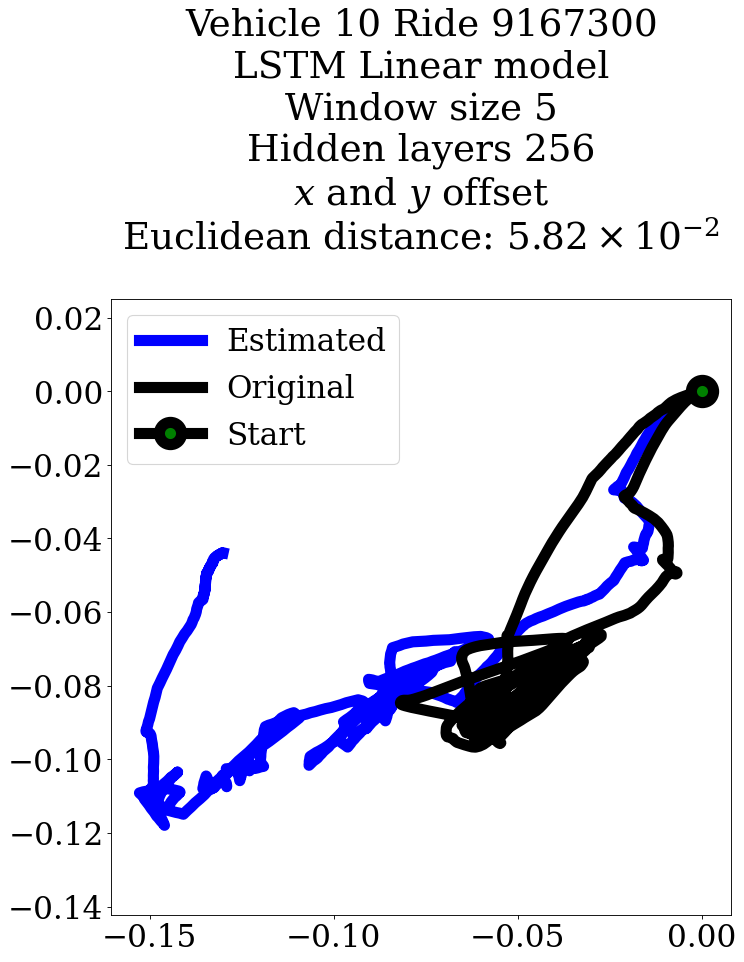 Vehicle 10 Ride 9167300
LSTM Linear model
Window size 5
Hidden layers 256
x and y offset
Euclidean distance: 5.82 × 10⁻²
Estimated
Original
Start
0.02
0.00
−0.02
−0.04
−0.06
−0.08
−0.10
−0.12
−0.14
−0.15 −0.10 −0.05 0.00